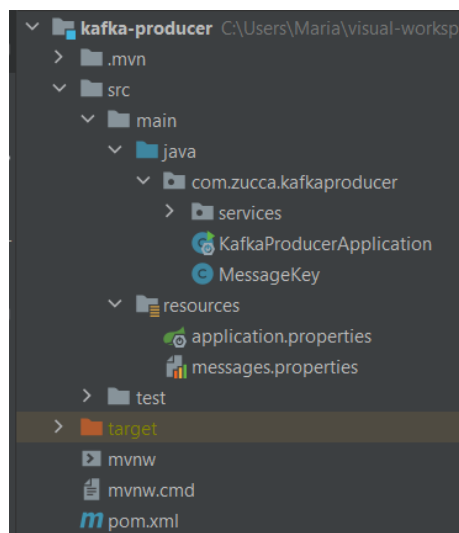 kafka-producer C:\Users\Maria\visual-worksp
.mvn
src
main
java
com.zucca.kafkaproducer
services
KafkaProducerApplication
MessageKey
resources
application.properties
messages.properties
test
target
mvnw
mvnw.cmd
pom.xml